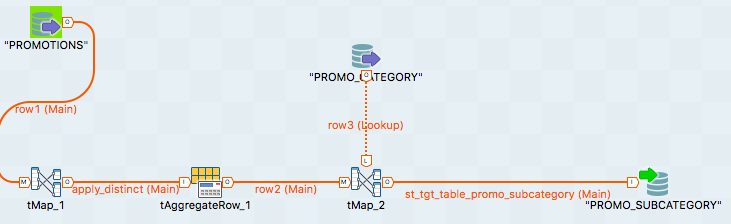 "PROMOTIONS"
"PROMO_CATEGORY"
row1 (Main)
row3 (Lookup)
apply_distinct (Main)
row2 (Main)
st_tgt_table_promo_subcategory (Main)
tMap_1
tAggregateRow_1
tMap_2
"PROMO_SUBCATEGORY"
O
O
L
M
O
I
O
M
O
I